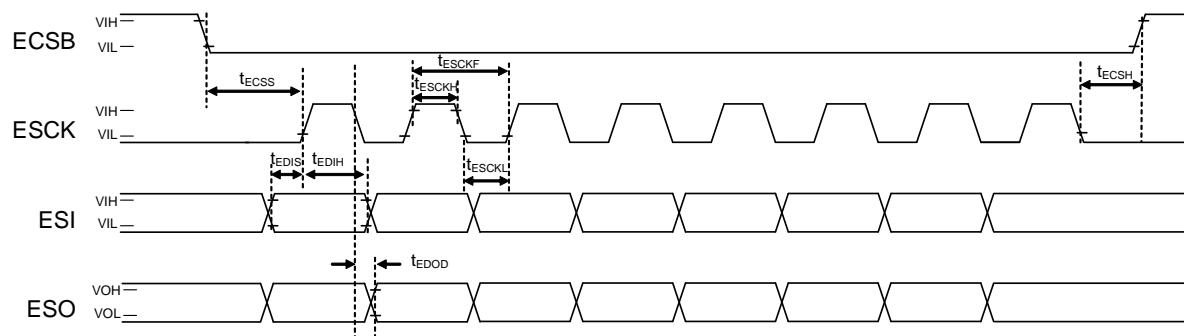 VIH
ECSB
VIL
tESCKF
tECSS
tESCKH
tECSH
VIH
ESCK
VIL
tEDIS
tEDIH
tESCKL
VIH
ESI
VIL
tEDOD
VOH
ESO
VOL